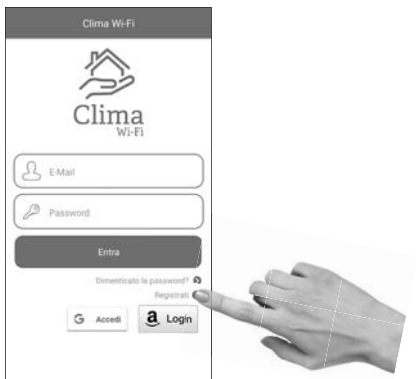 Clima Wi-Fi
Clima
Wi-Fi
E-Mail
Password
Entra
Dimenticato la password?
Registrati
G Accedi
a Login